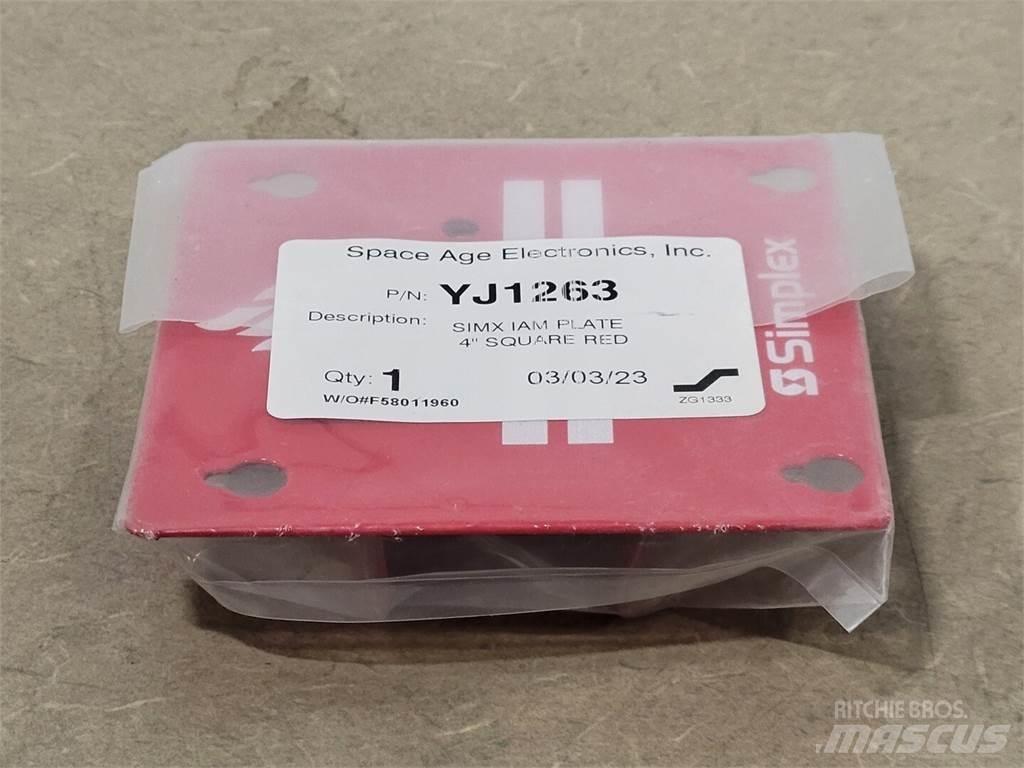 Space Age Electronics, Inc.
P/N: YJ1263
Description: SIMX IAM PLATE
4" SQUARE RED
Qty: 1 03/03/23
W/O#F58011960 ZG1333
Simplex
RITCHIE BROS.
MASCUS